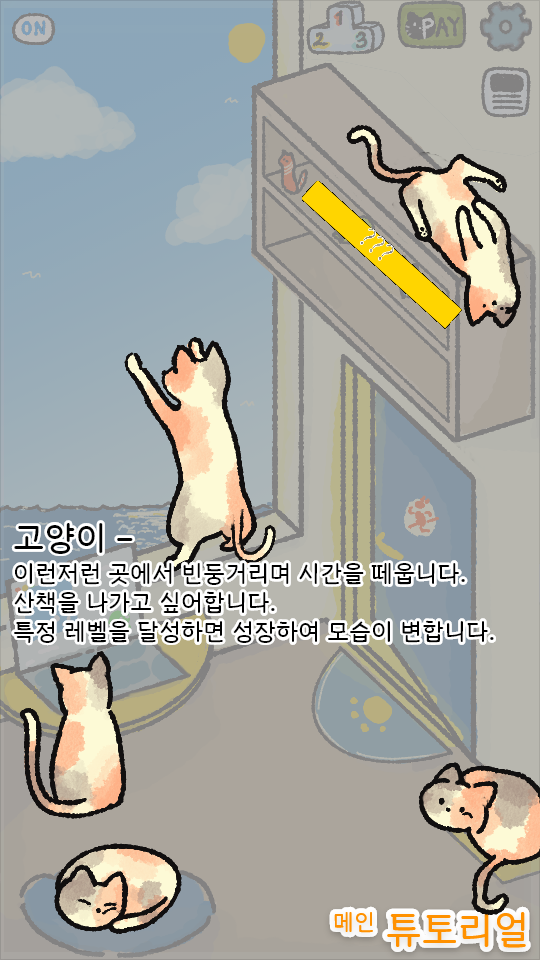 ON
1
2 3
PAY
???
고양이 -
이런저런 곳에서 빈둥거리며 시간을 떼웁니다.
산책을 나가고 싶어합니다.
특정 레벨을 달성하면 성장하여 모습이 변합니다.
메인 튜토리얼